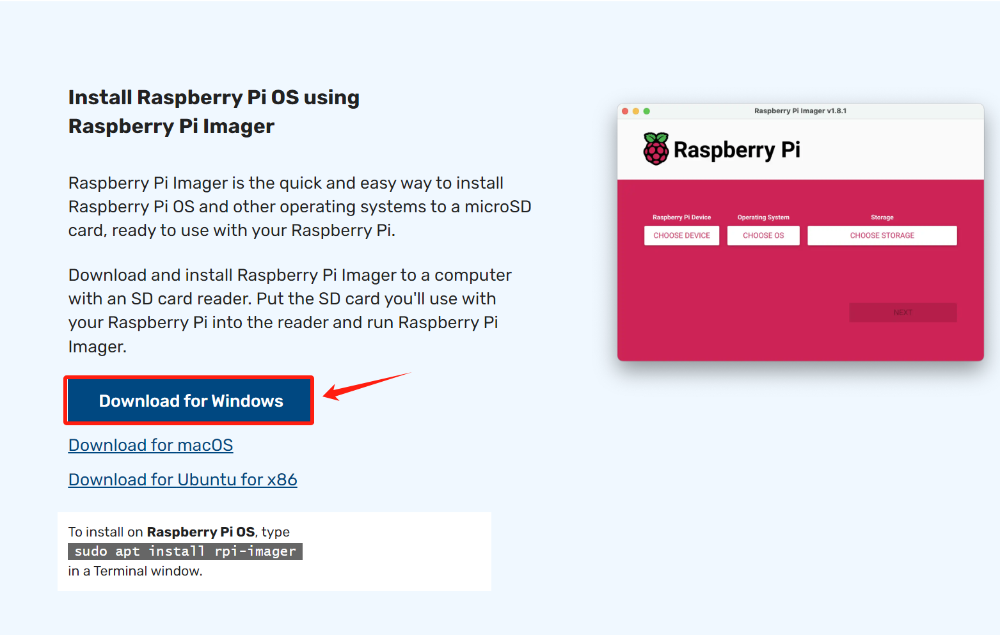 Install Raspberry Pi OS using
Raspberry Pi Imager
Raspberry Pi Imager is the quick and easy way to install
Raspberry Pi OS and other operating systems to a microSD
card, ready to use with your Raspberry Pi.
Download and install Raspberry Pi Imager to a computer
with an SD card reader. Put the SD card you'll use with
your Raspberry Pi into the reader and run Raspberry Pi
Imager.
Download for Windows
Download for macOS
Download for Ubuntu for x86
To install on Raspberry Pi OS, type
sudo apt install rpi-imager
in a Terminal window.
Raspberry Pi Imager v1.8.1
Raspberry Pi
Raspberry Pi Device Operating System Storage
CHOOSE DEVICE CHOOSE OS CHOOSE STORAGE
NEXT